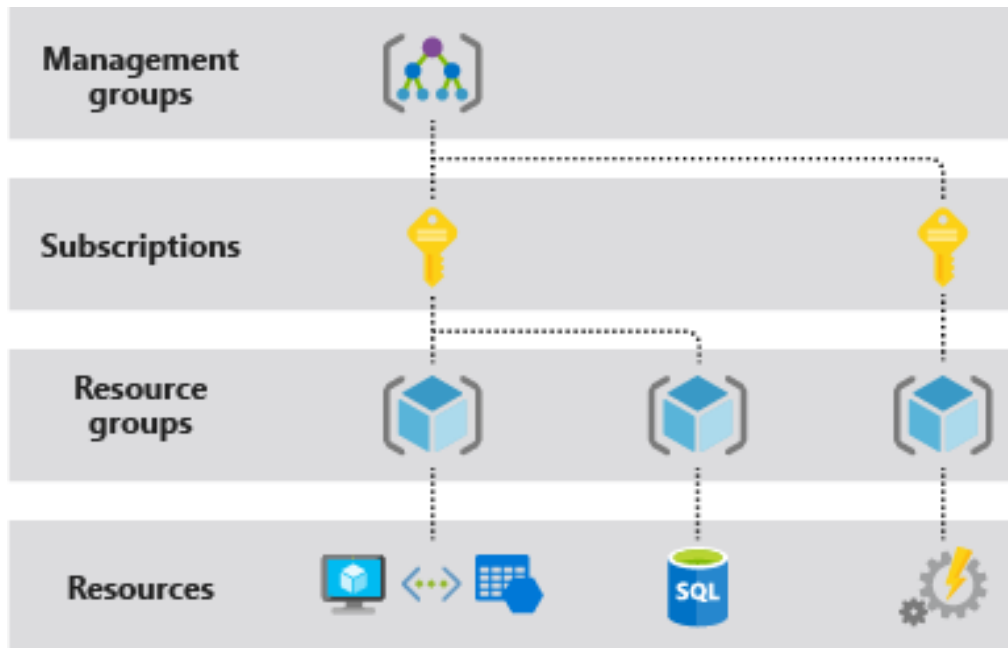 Management
groups
Subscriptions
Resource
groups
Resources
SQL